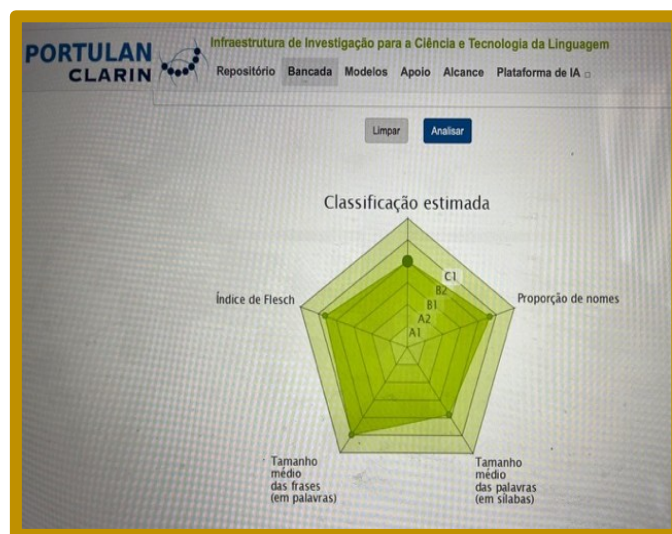 PORTULAN
CLARIN
Infraestrutura de Investigação para a Ciência e Tecnologia da Linguagem
Repositório Bancada Modelos Apoio Alcance Plataforma de IA
Limpar Analisar
Classificação estimada
C1
B2
B1
A2
A1
Índice de Flesch
Proporção de nomes
Tamanho
médio
das frases
(em palavras)
Tamanho
médio
das palavras
(em sílabas)